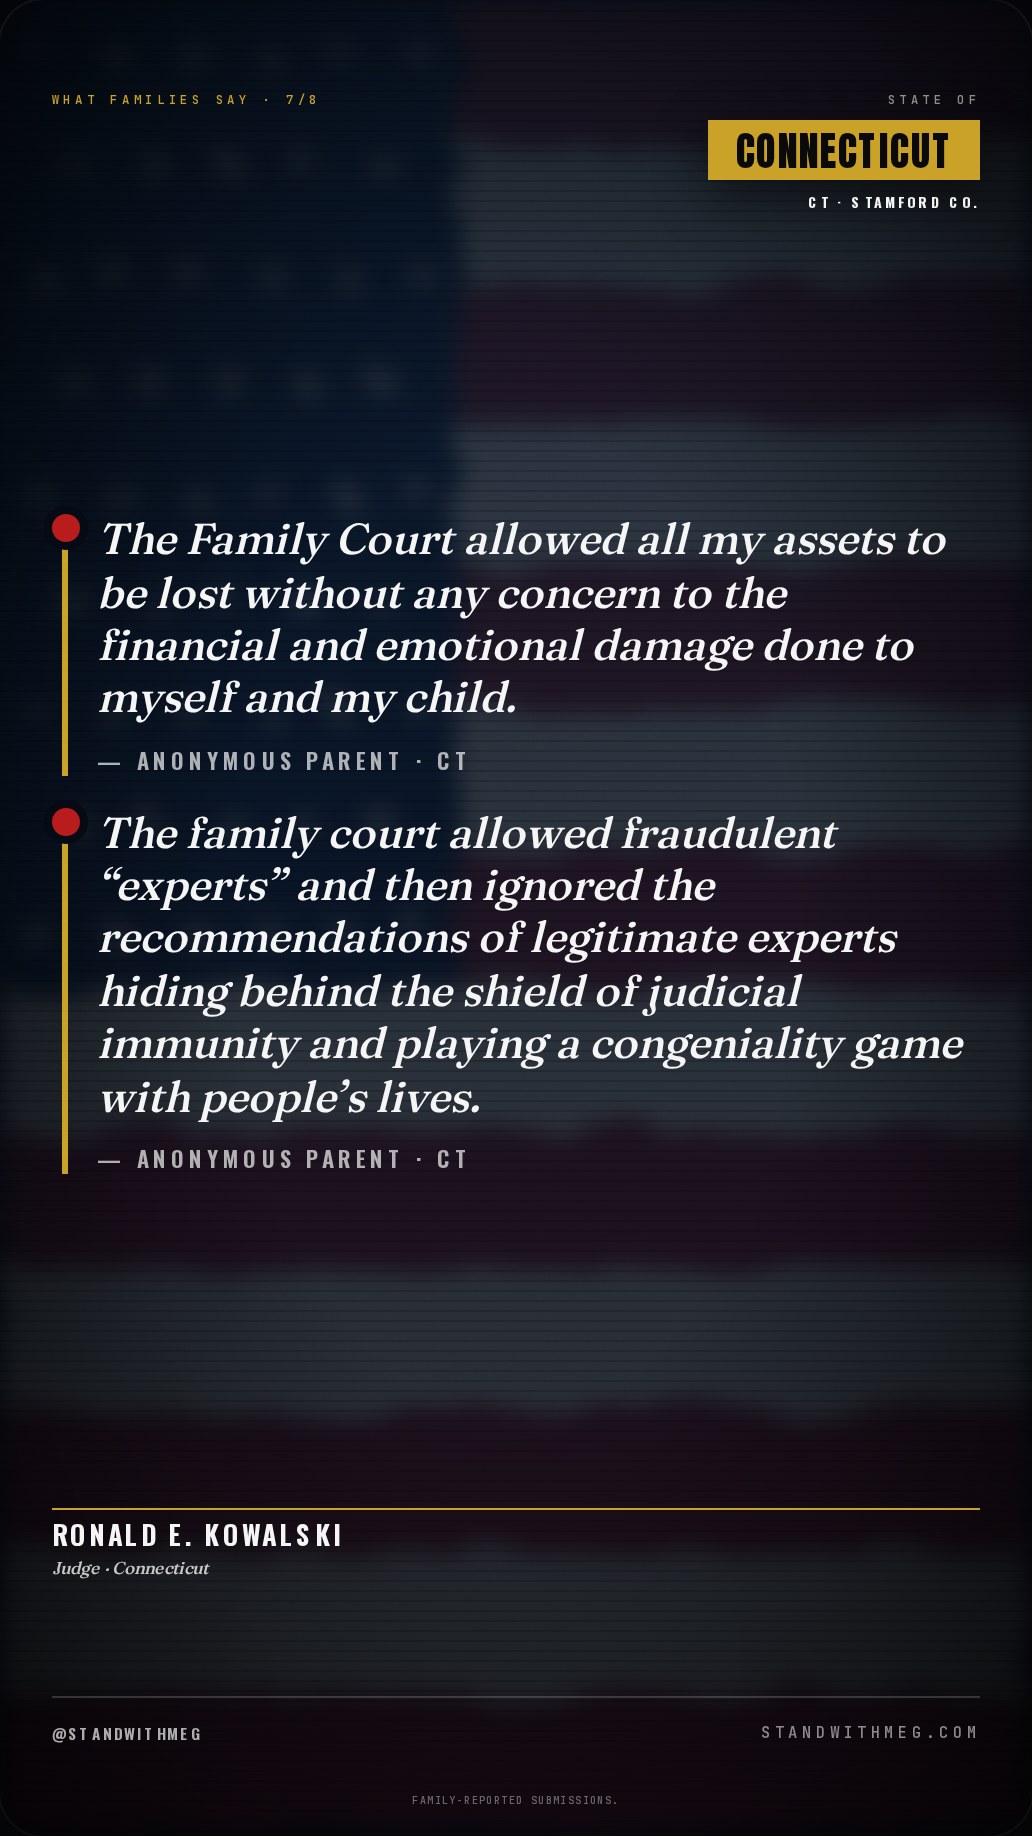 WHAT FAMILIES SAY · 7/8
STATE OF
CONNECTICUT
CT · STAMFORD CO.
The Family Court allowed all my assets to
be lost without any concern to the
financial and emotional damage done to
myself and my child.
— ANONYMOUS PARENT · CT
The family court allowed fraudulent
“experts” and then ignored the
recommendations of legitimate experts
hiding behind the shield of judicial
immunity and playing a congeniality game
with people’s lives.
— ANONYMOUS PARENT · CT
RONALD E. KOWALSKI
Judge · Connecticut
@STANDWITHMEG
STANDWITHMEG.COM
FAMILY-REPORTED SUBMISSIONS.